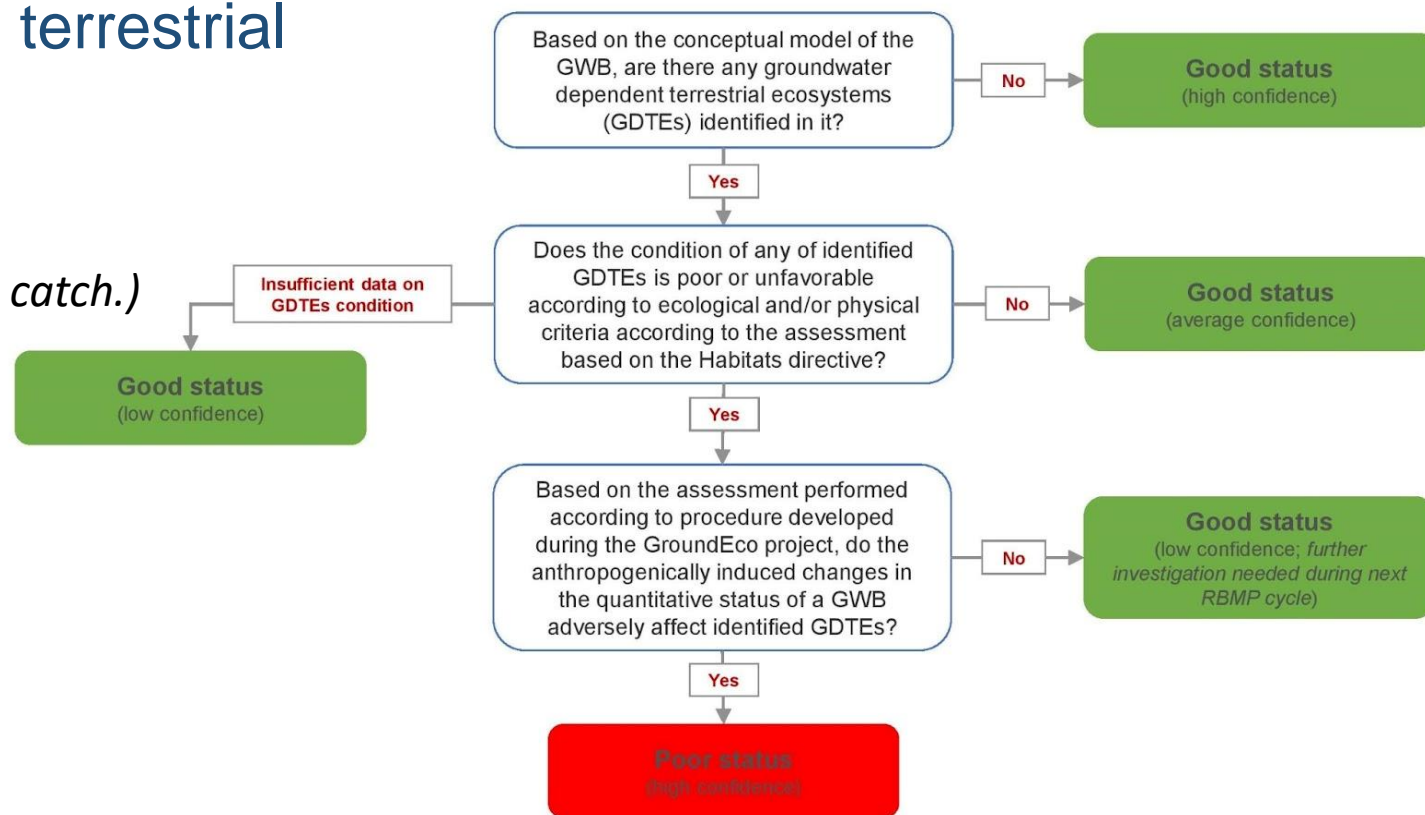 terrestrial
Based on the conceptual model of the
GWB, are there any groundwater
dependent terrestrial ecosystems
(GDTEs) identified in it?
No
Good status
(high confidence)
Yes
catch.)
Insufficient data on
GDTEs condition
Does the condition of any of identified
GDTEs is poor or unfavorable
according to ecological and/or physical
criteria according to the assessment
based on the Habitats directive?
No
Good status
(average confidence)
Good status
(low confidence)
Yes
Based on the assessment performed
according to procedure developed
during the GroundEco project, do the
anthropogenically induced changes in
the quantitative status of a GWB
adversely affect identified GDTEs?
No
Good status
(low confidence; further
investigation needed during next
RBMP cycle)
Yes
Poor status
(high confidence)